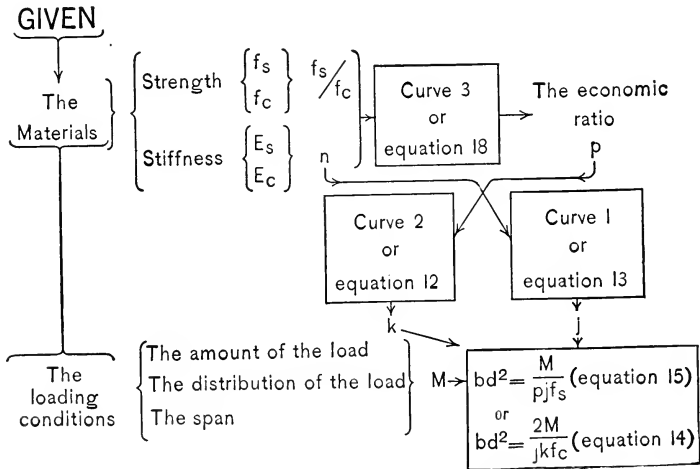 GIVEN
The
Materials
Strength
fs
fc
fs/fc
Stiffness
Es
Ec
n
Curve 3
or
equation 18
The economic
ratio
p
Curve 2
or
equation 12
Curve 1
or
equation 13
k
j
The
loading
conditions
The amount of the load
The distribution of the load
The span
M
bd²= M/pjfs (equation 15)
or
bd²= 2M/jkfc (equation 14)